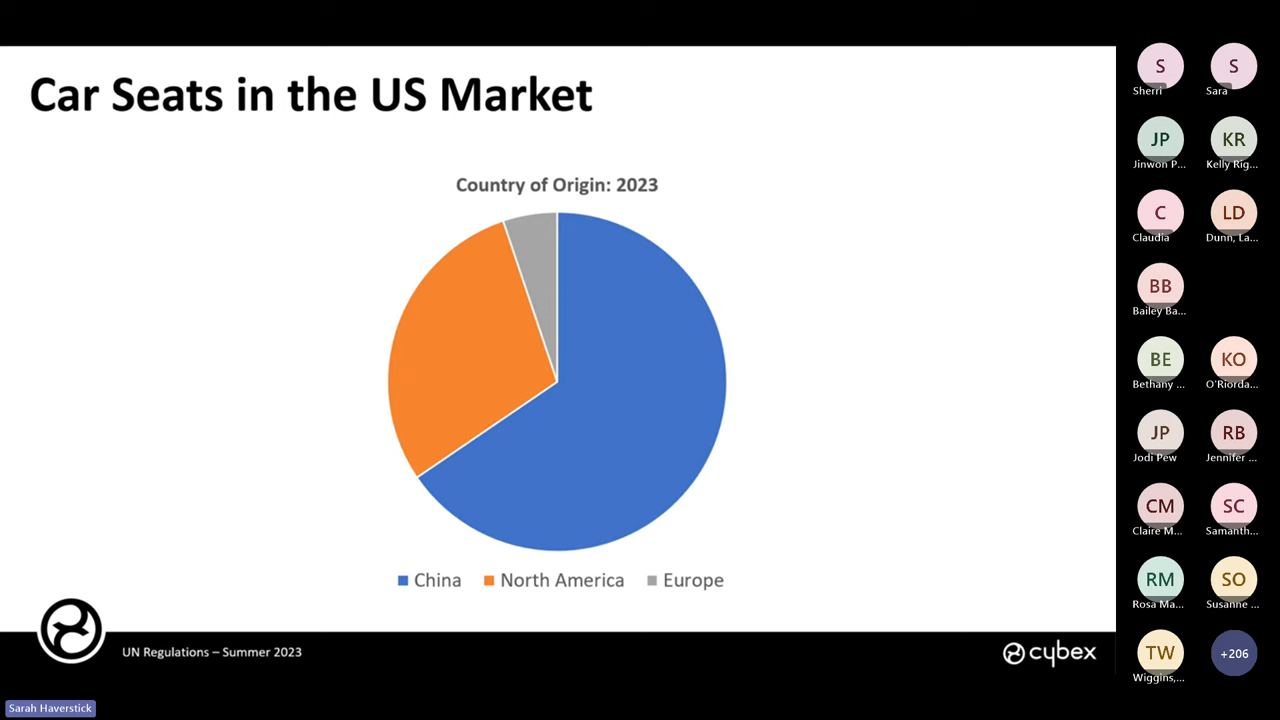 Car Seats in the US Market
Country of Origin: 2023
China North America Europe
UN Regulations – Summer 2023
cybex
Sarah Haverstick
S S
Sherri Sara
JP KR
Jinwon P... Kelly Rig...
C LD
Claudia Dunn, La...
BB
Bailey Ba...
BE KO
Bethany ... O'Riorda...
JP RB
Jodi Pew Jennifer ...
CM SC
Claire M... Samanth...
RM SO
Rosa Ma... Susanne ...
TW +206
Wiggins,...